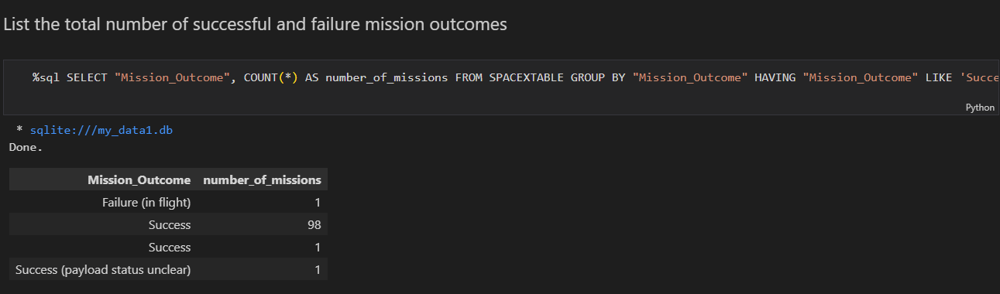 List the total number of successful and failure mission outcomes
%sql SELECT "Mission_Outcome", COUNT(*) AS number_of_missions FROM SPACEXTABLE GROUP BY "Mission_Outcome" HAVING "Mission_Outcome" LIKE 'Succe
Python
* sqlite:///my_data1.db
Done.
Mission_Outcome number_of_missions
Failure (in flight) 1
Success 98
Success 1
Success (payload status unclear) 1